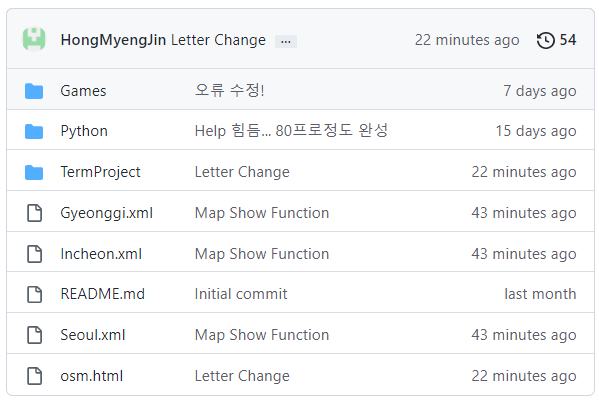 HongMyengJin Letter Change ... 22 minutes ago 54
Games 오류 수정! 7 days ago
Python Help 힘듬... 80프로정도 완성 15 days ago
TermProject Letter Change 22 minutes ago
Gyeonggi.xml Map Show Function 43 minutes ago
Incheon.xml Map Show Function 43 minutes ago
README.md Initial commit last month
Seoul.xml Map Show Function 43 minutes ago
osm.html Letter Change 22 minutes ago